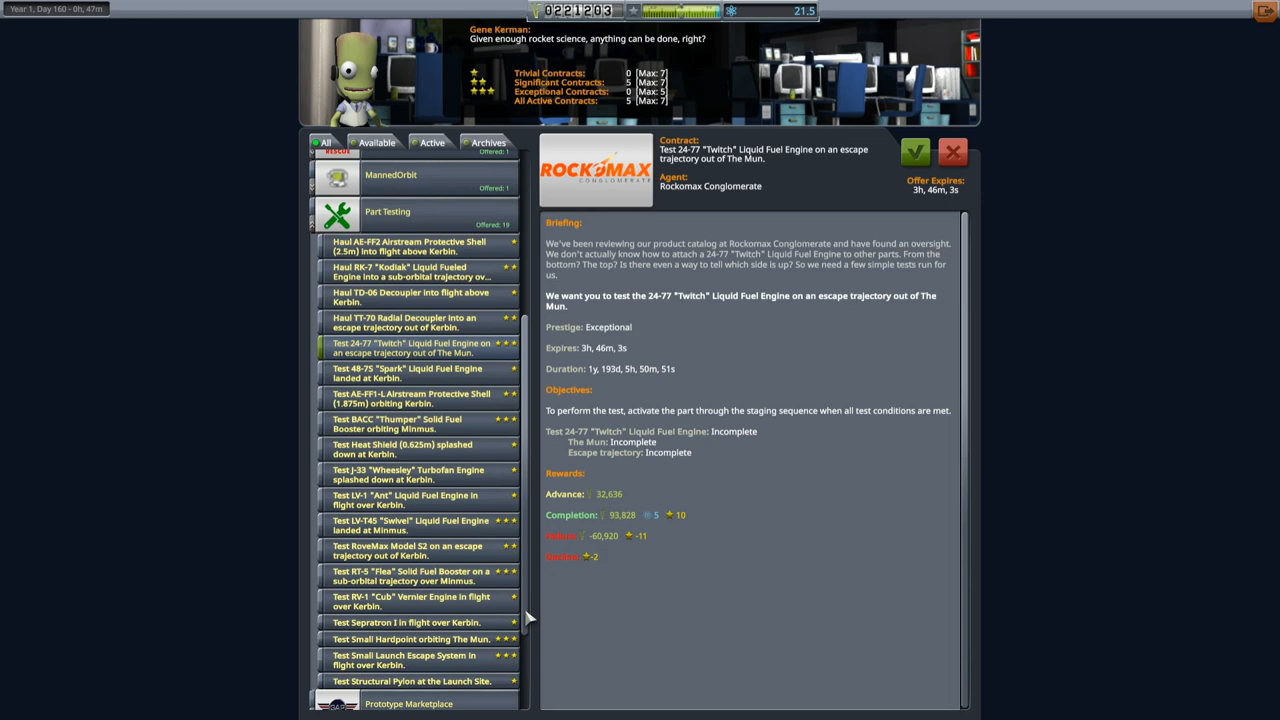 Year 1, Day 160 - 0h, 47m
0221203
21.5
Gene Kerman:
Given enough rocket science, anything can be done, right?
Trivial Contracts: 0 [Max: 7]
Significant Contracts: 5 [Max: 7]
Exceptional Contracts: 0 [Max: 5]
All Active Contracts: 5 [Max: 7]
All
Available
Active
Archives
RESCUE
Offered: 1
MannedOrbit
Offered: 1
Part Testing
Offered: 19
Haul AE-FF2 Airstream Protective Shell
(2.5m) into flight above Kerbin.
Haul RK-7 "Kodiak" Liquid Fueled
Engine into a sub-orbital trajectory ov...
Haul TD-06 Decoupler into flight above
Kerbin.
Haul TT-70 Radial Decoupler into an
escape trajectory out of Kerbin.
Test 24-77 "Twitch" Liquid Fuel Engine on
an escape trajectory out of The Mun.
Test 48-7S "Spark" Liquid Fuel Engine
landed at Kerbin.
Test AE-FF1-L Airstream Protective Shell
(1.875m) orbiting Kerbin.
Test BACC "Thumper" Solid Fuel
Booster orbiting Minmus.
Test Heat Shield (0.625m) splashed
down at Kerbin.
Test J-33 "Wheesley" Turbofan Engine
splashed down at Kerbin.
Test LV-1 "Ant" Liquid Fuel Engine in
flight over Kerbin.
Test LV-T45 "Swivel" Liquid Fuel Engine
landed at Minmus.
Test RoveMax Model S2 on an escape
trajectory out of Kerbin.
Test RT-5 "Flea" Solid Fuel Booster on a
sub-orbital trajectory over Minmus.
Test RV-1 "Cub" Vernier Engine in flight
over Kerbin.
Test Sepratron I in flight over Kerbin.
Test Small Hardpoint orbiting The Mun.
Test Small Launch Escape System in
flight over Kerbin.
Test Structural Pylon at the Launch Site.
Prototype Marketplace
ROCKOMAX
CONGLOMERATE
Contract:
Test 24-77 "Twitch" Liquid Fuel Engine on an escape
trajectory out of The Mun.
Agent:
Rockomax Conglomerate
Offer Expires:
3h, 46m, 3s
Briefing:
We've been reviewing our product catalog at Rockomax Conglomerate and have found an oversight.
We don't actually know how to attach a 24-77 "Twitch" Liquid Fuel Engine to other parts. From the
bottom? The top? Is there even a way to tell which side is up? So we need a few simple tests run for
us.
We want you to test the 24-77 "Twitch" Liquid Fuel Engine on an escape trajectory out of The
Mun.
Prestige: Exceptional
Expires: 3h, 46m, 3s
Duration: 1y, 193d, 5h, 50m, 51s
Objectives:
To perform the test, activate the part through the staging sequence when all test conditions are met.
Test 24-77 "Twitch" Liquid Fuel Engine: Incomplete
The Mun: Incomplete
Escape trajectory: Incomplete
Rewards:
Advance: 32,636
Completion: 93,828 5 10
-60,920 -11
-2